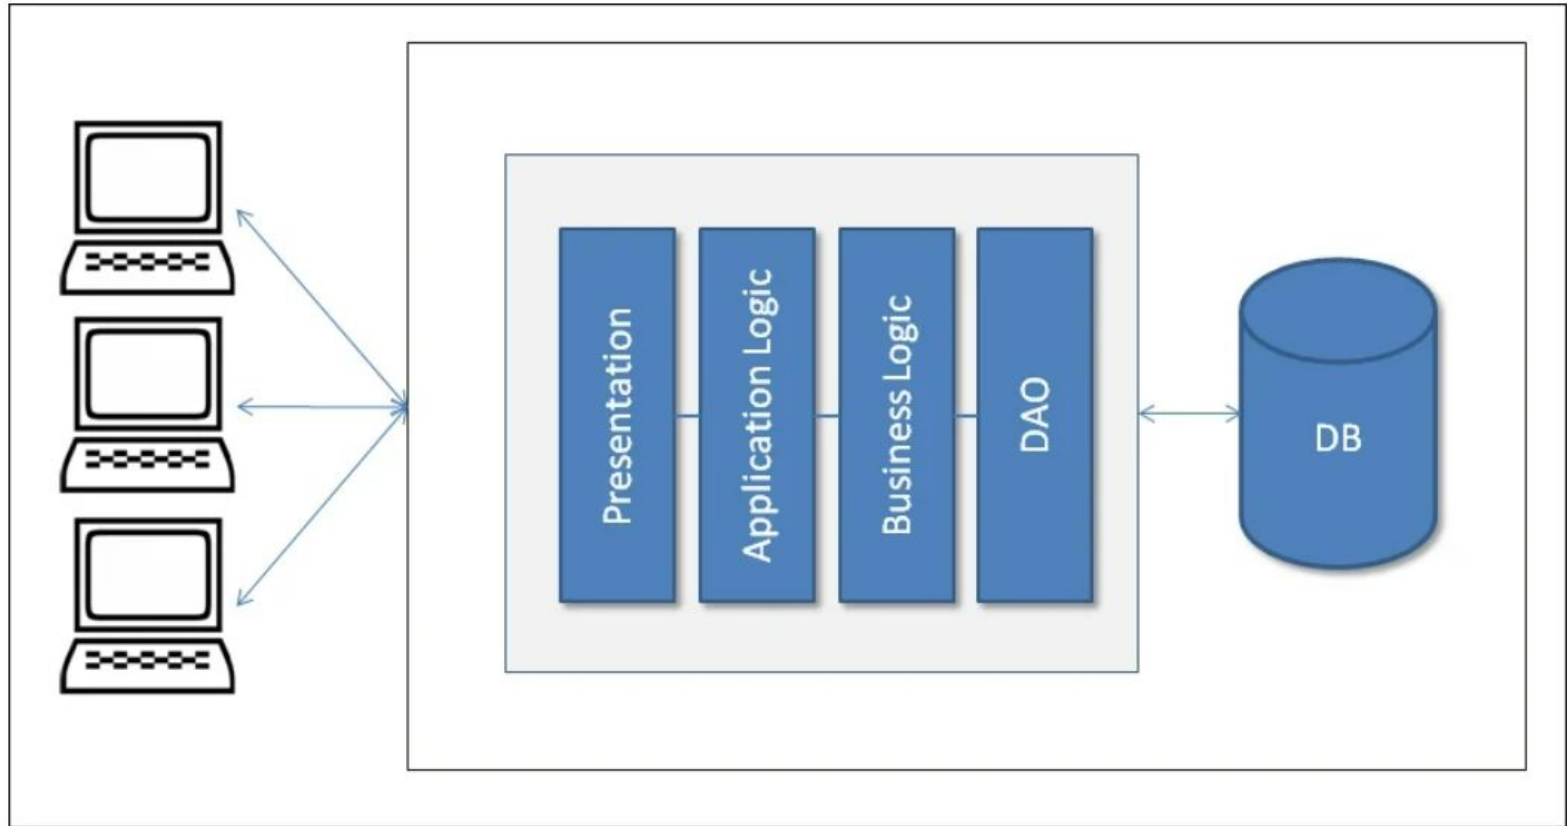 Presentation
Application Logic
Business Logic
DAO
DB